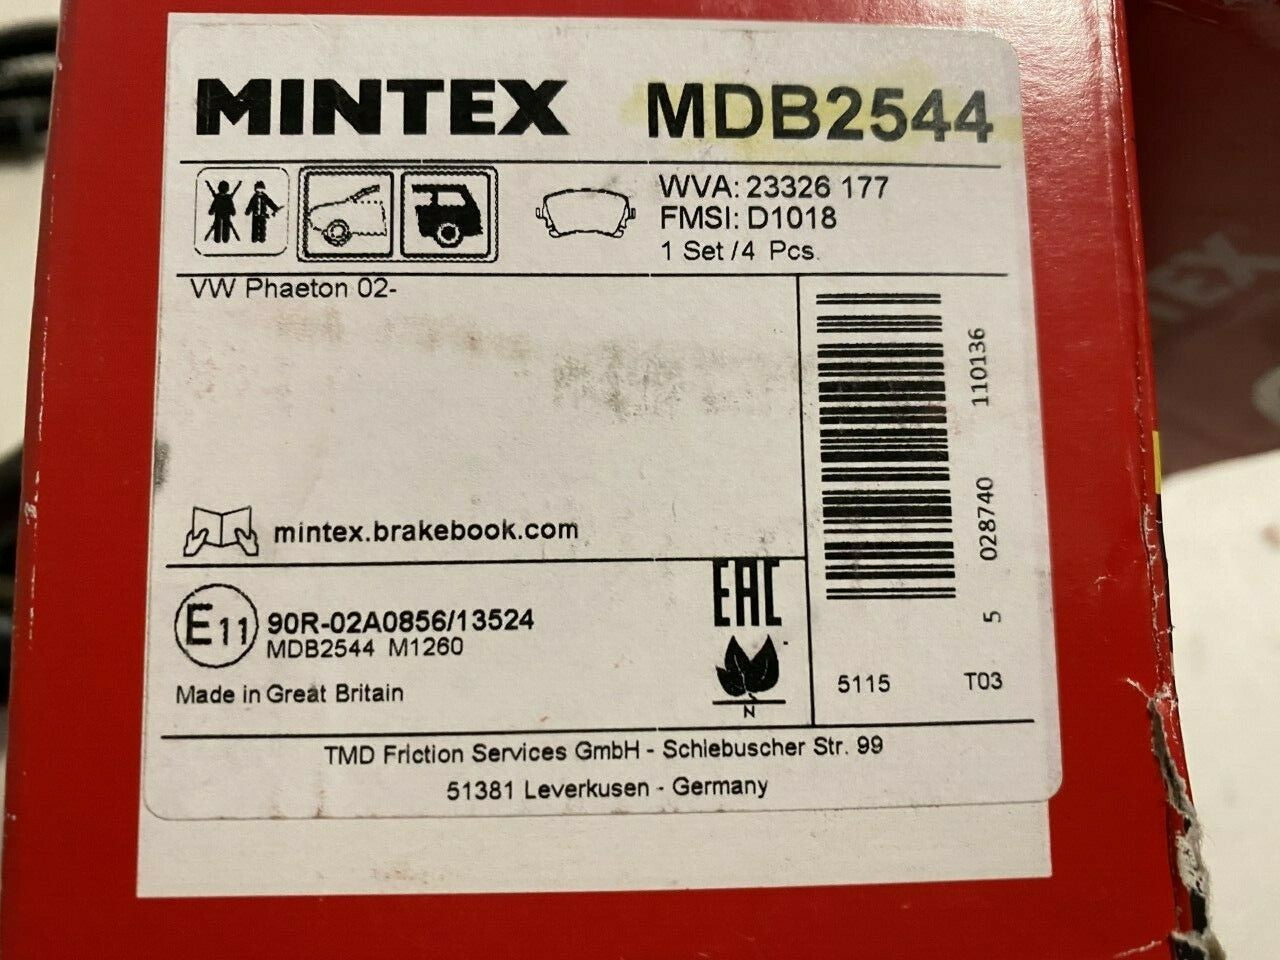 MINTEX MDB2544
WVA: 23326 177
FMSI: D1018
1 Set / 4 Pcs.
VW Phaeton 02-
mintex.brakebook.com
E11 90R-02A0856/13524
MDB2544 M1260
Made in Great Britain
EAC
N
5 028740 110136
5115 T03
TMD Friction Services GmbH - Schiebuscher Str. 99
51381 Leverkusen - Germany
TEX